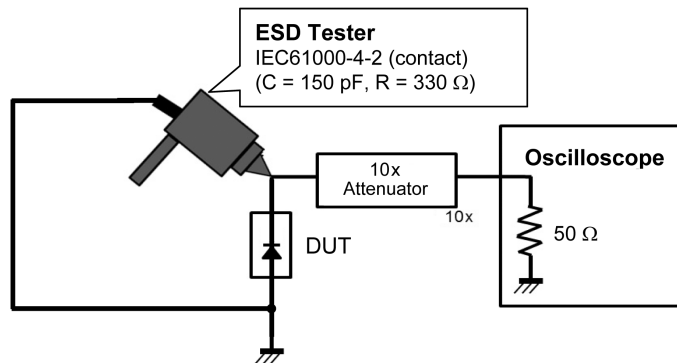 ESD Tester
IEC61000-4-2 (contact)
(C = 150 pF, R = 330 Ω)
10x
Attenuator
10x
Oscilloscope
50 Ω
DUT